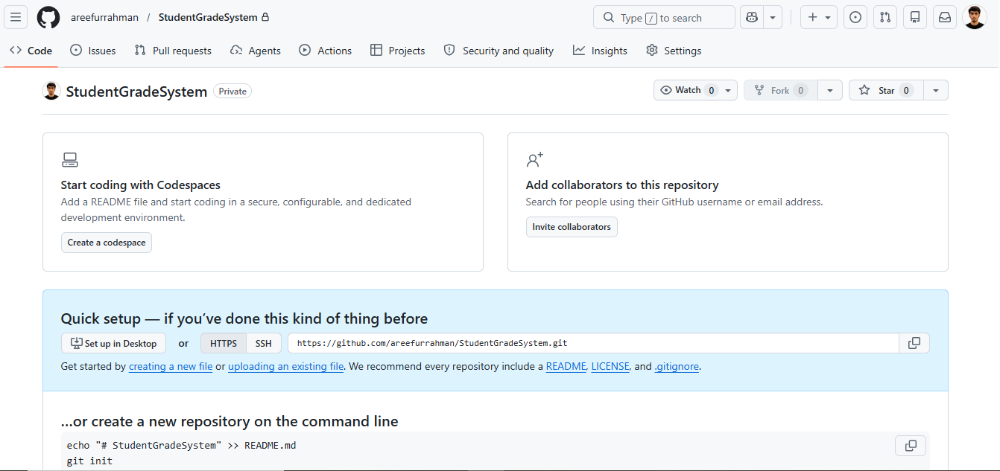 areefurrahman / StudentGradeSystem
Type / to search
Code Issues Pull requests Agents Actions Projects Security and quality Insights Settings
StudentGradeSystem Private
Watch 0 Fork 0 Star 0
Start coding with Codespaces
Add a README file and start coding in a secure, configurable, and dedicated
development environment.
Create a codespace
Add collaborators to this repository
Search for people using their GitHub username or email address.
Invite collaborators
Quick setup — if you’ve done this kind of thing before
Set up in Desktop or HTTPS SSH https://github.com/areefurrahman/StudentGradeSystem.git
Get started by creating a new file or uploading an existing file. We recommend every repository include a README, LICENSE, and .gitignore.
…or create a new repository on the command line
echo "# StudentGradeSystem" >> README.md
git init